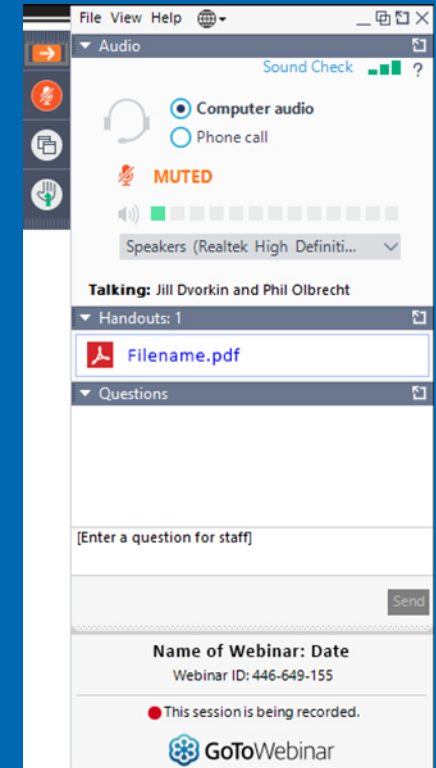 File View Help
Audio
Sound Check ?
Computer audio
Phone call
MUTED
Speakers (Realtek High Definiti...
Talking: Jill Dvorkin and Phil Olbrecht
Handouts: 1
Filename.pdf
Questions
[Enter a question for staff]
Send
Name of Webinar: Date
Webinar ID: 446-649-155
This session is being recorded.
GoToWebinar